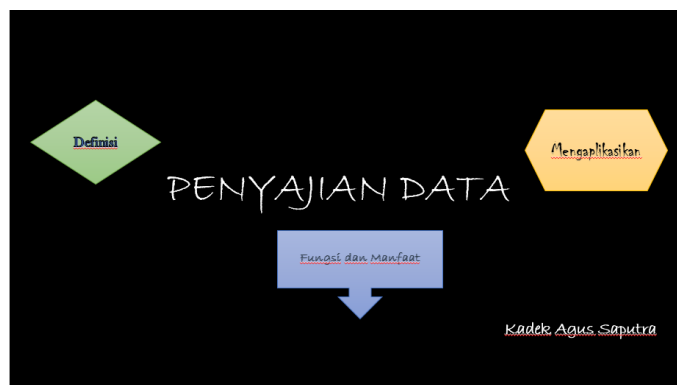 Definisi
Mengaplikasikan
PENYAJIAN DATA
Fungsi dan Manfaat
Kadek Agus Saputra